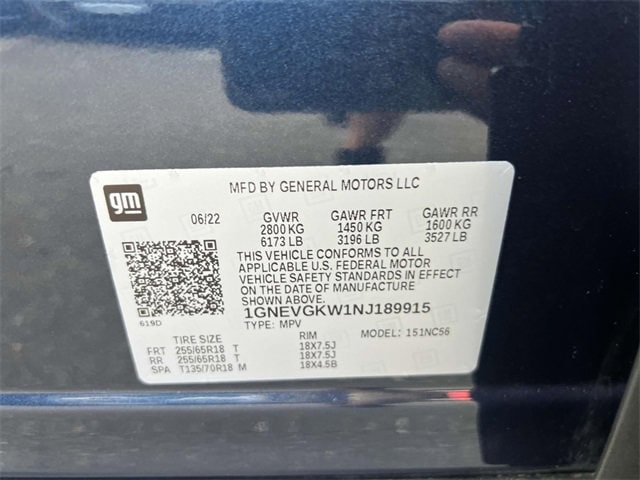 gm
MFD BY GENERAL MOTORS LLC
06/22 GVWR GAWR FRT GAWR RR
2800 KG 1450 KG 1600 KG
6173 LB 3196 LB 3527 LB
THIS VEHICLE CONFORMS TO ALL
APPLICABLE U.S. FEDERAL MOTOR
VEHICLE SAFETY STANDARDS IN EFFECT
ON THE DATE OF MANUFACTURE
SHOWN ABOVE.
619D
1GNEVGKW1NJ189915
TYPE: MPV MODEL: 151NC56
TIRE SIZE RIM
FRT 255/65R18 T 18X7.5J
RR 255/65R18 T 18X7.5J
SPA T135/70R18 M 18X4.5B